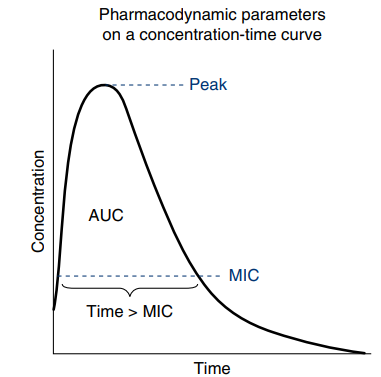 Pharmacodynamic parameters
on a concentration-time curve
Peak
Concentration
AUC
MIC
Time > MIC
Time